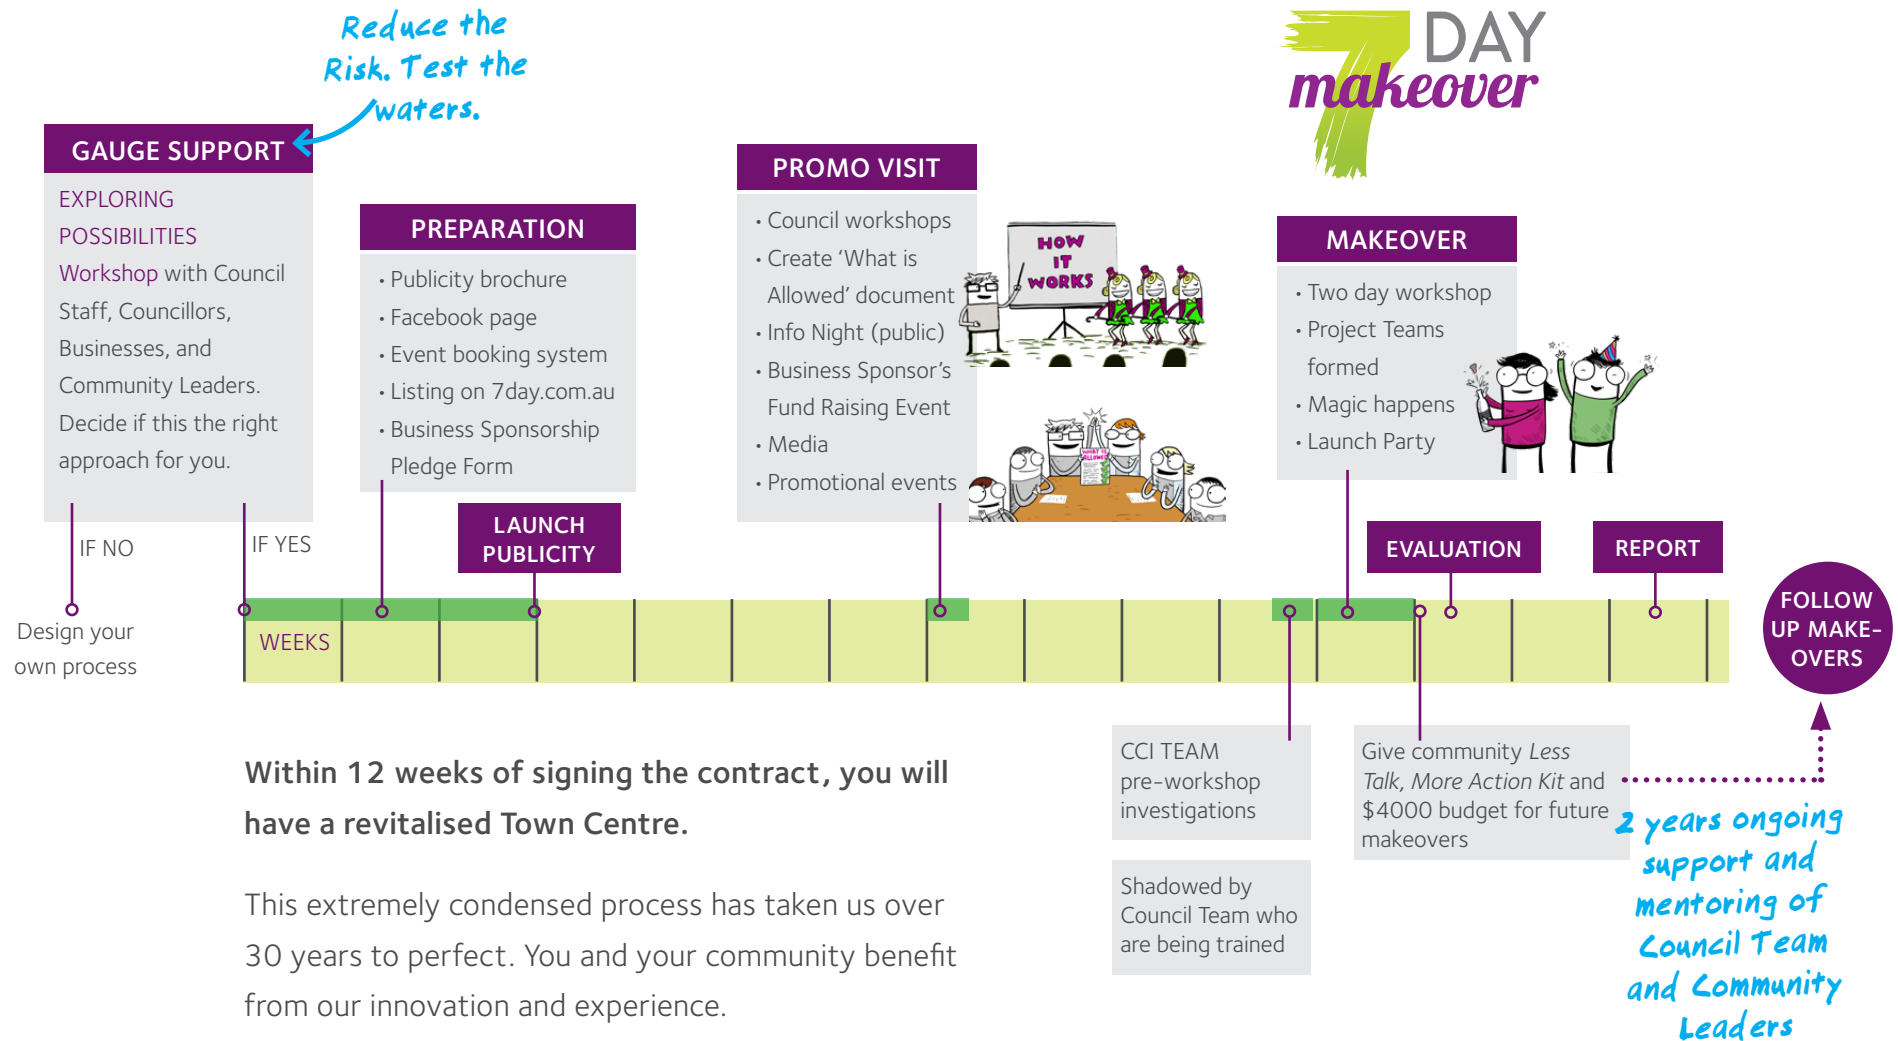 Reduce the
Risk. Test the
waters.
7 DAY
makeover
GAUGE SUPPORT
EXPLORING
POSSIBILITIES
Workshop with Council
Staff, Councillors,
Businesses, and
Community Leaders.
Decide if this the right
approach for you.
IF NO
IF YES
Design your
own process
PREPARATION
• Publicity brochure
• Facebook page
• Event booking system
• Listing on 7day.com.au
• Business Sponsorship
Pledge Form
LAUNCH
PUBLICITY
PROMO VISIT
• Council workshops
• Create ‘What is
Allowed’ document
• Info Night (public)
• Business Sponsor’s
Fund Raising Event
• Media
• Promotional events
HOW
IT
WORKS
WHAT IS
ALLOWED
MAKEOVER
• Two day workshop
• Project Teams
formed
• Magic happens
• Launch Party
EVALUATION
REPORT
FOLLOW
UP MAKE-
OVERS
WEEKS
CCI TEAM
pre-workshop
investigations
Shadowed by
Council Team who
are being trained
Give community Less
Talk, More Action Kit and
$4000 budget for future
makeovers
2 years ongoing
support and
mentoring of
Council Team
and Community
Leaders
Within 12 weeks of signing the contract, you will
have a revitalised Town Centre.
This extremely condensed process has taken us over
30 years to perfect. You and your community benefit
from our innovation and experience.